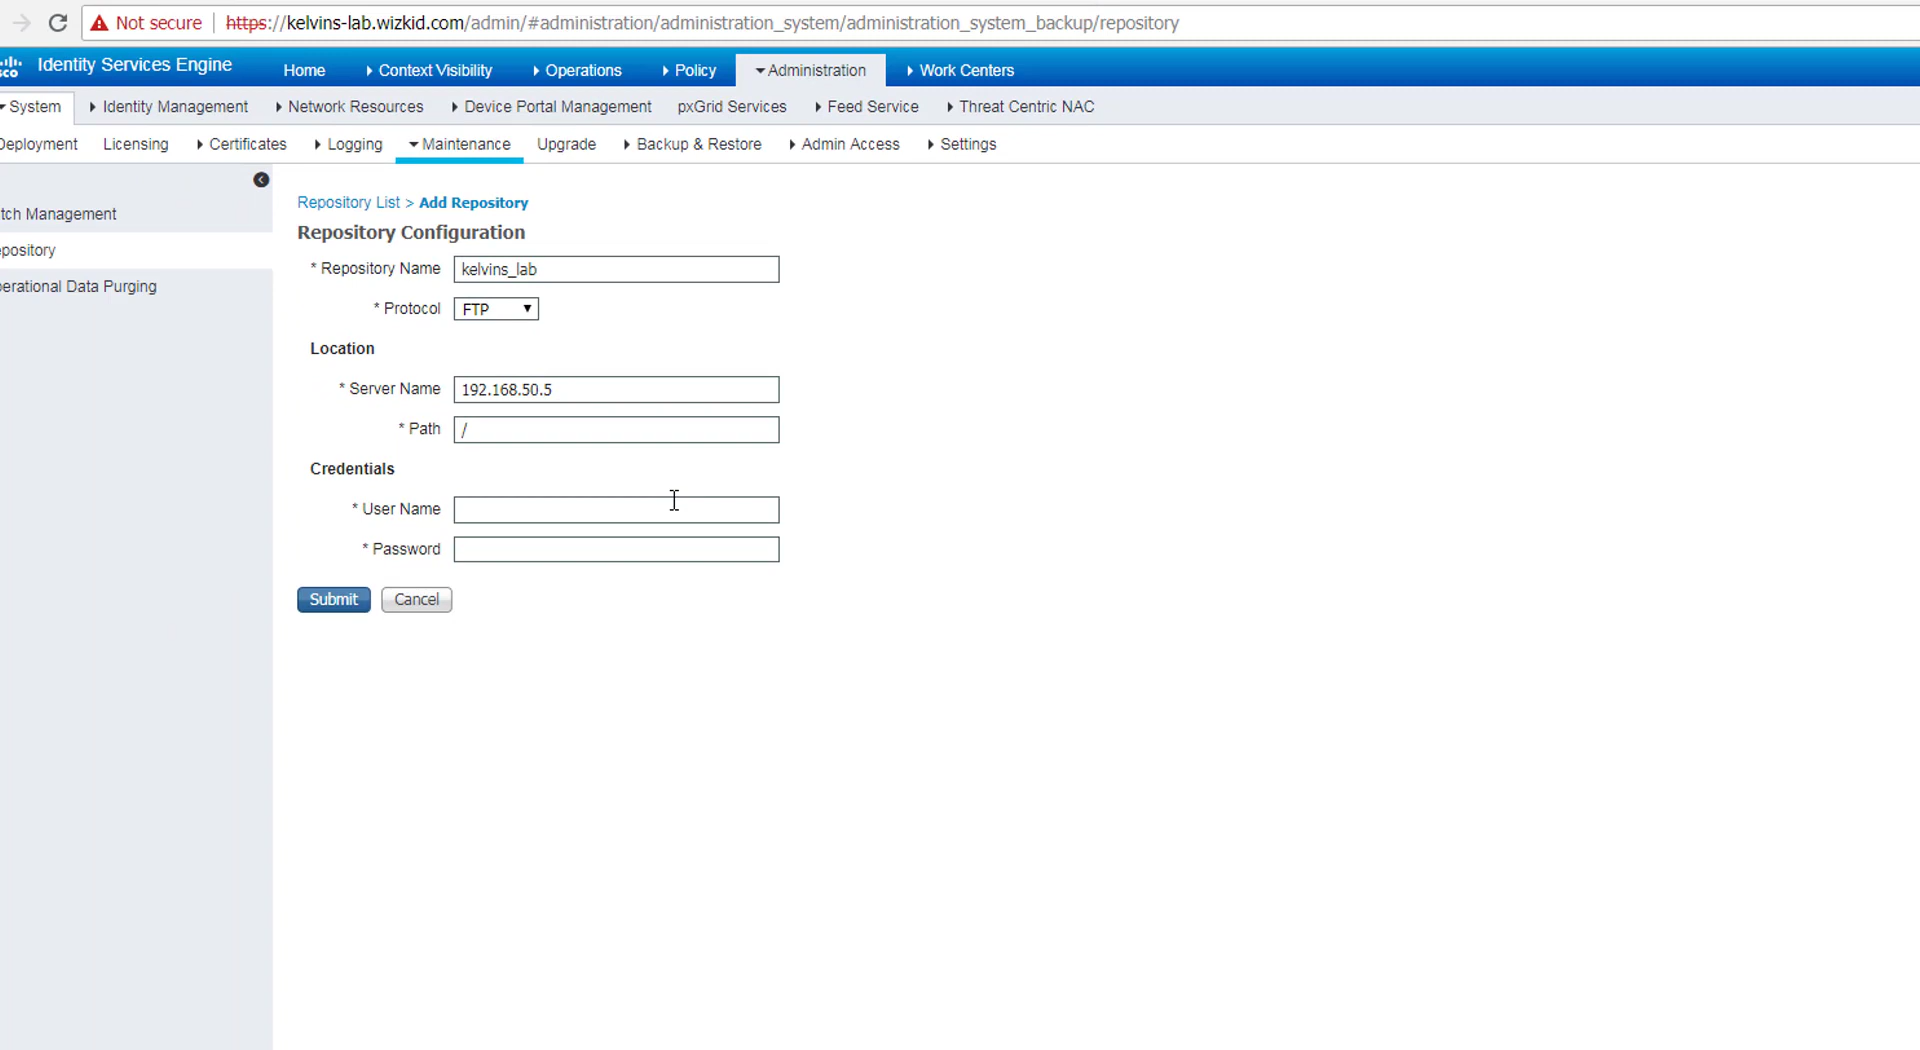 Not secure https://kelvins-lab.wizkid.com/admin/#administration/administration_system/administration_system_backup/repository
Identity Services Engine Home Context Visibility Operations Policy Administration Work Centers
System Identity Management Network Resources Device Portal Management pxGrid Services Feed Service Threat Centric NAC
Deployment Licensing Certificates Logging Maintenance Upgrade Backup & Restore Admin Access Settings
tch Management
epository
erational Data Purging
Repository List > Add Repository
Repository Configuration
* Repository Name kelvins_lab
* Protocol FTP
Location
* Server Name 192.168.50.5
* Path /
Credentials
* User Name
* Password
Submit Cancel